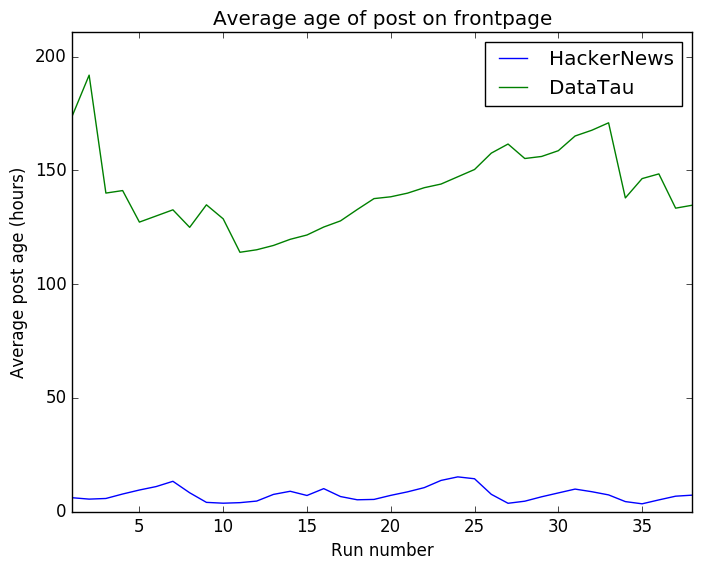 Average age of post on frontpage
HackerNews
DataTau
Average post age (hours)
200
150
100
50
0
5 10 15 20 25 30 35
Run number